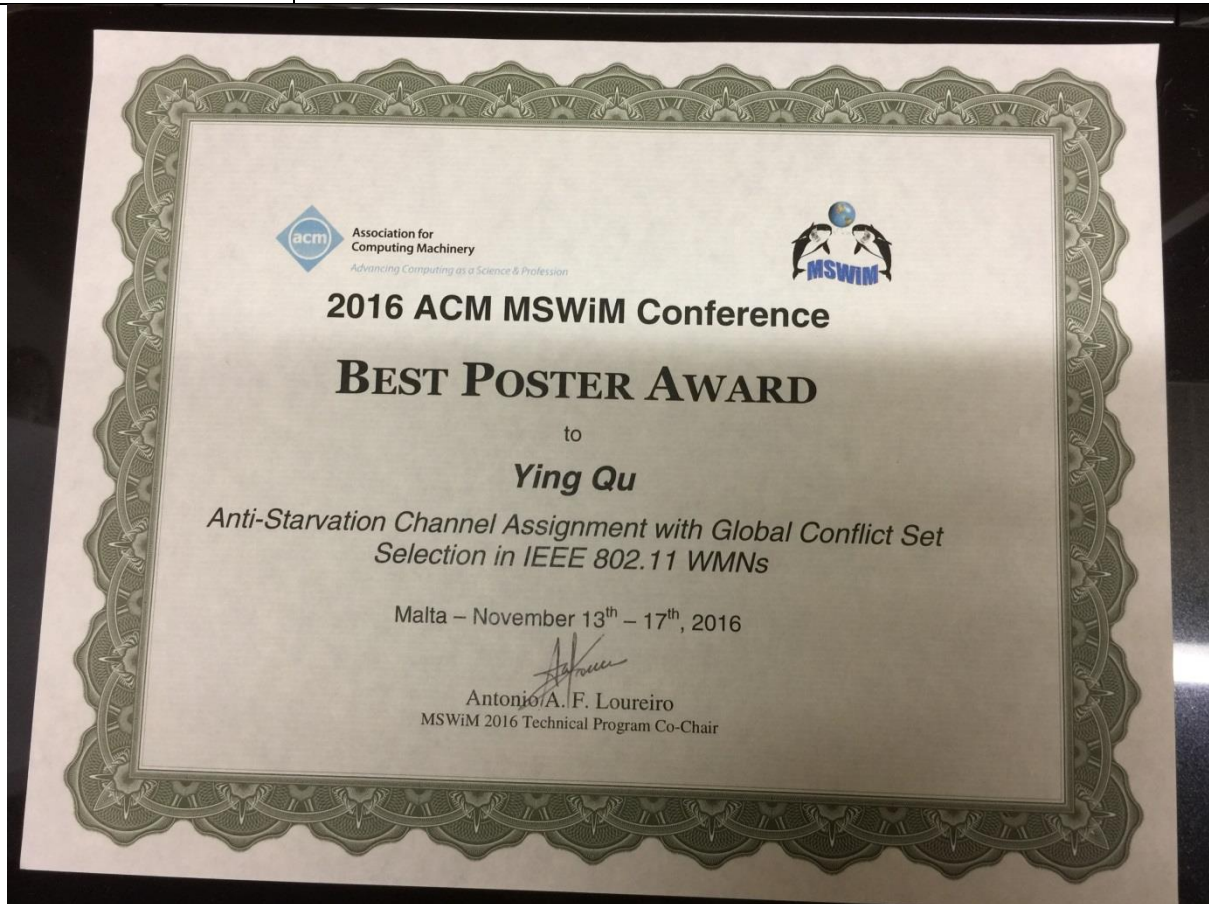 acm
Association for
Computing Machinery
Advancing Computing as a Science & Profession
MSWIM
2016 ACM MSWiM Conference
BEST POSTER AWARD
to
Ying Qu
Anti-Starvation Channel Assignment with Global Conflict Set
Selection in IEEE 802.11 WMNs
Malta – November 13th – 17th, 2016
Antonio A. F. Loureiro
MSWiM 2016 Technical Program Co-Chair